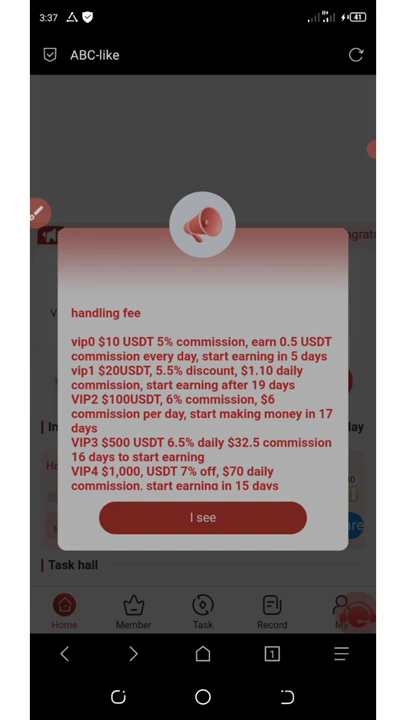 3:37
41
ABC-like
ngratu
handling fee
vip0 $10 USDT 5% commission, earn 0.5 USDT
commission every day, start earning in 5 days
vip1 $20USDT, 5.5% discount, $1.10 daily
commission, start earning after 19 days
VIP2 $100USDT, 6% commission, $6
commission per day, start making money in 17
days
VIP3 $500 USDT 6.5% daily $32.5 commission
16 days to start earning
VIP4 $1,000, USDT 7% off, $70 daily
commission, start earning in 15 days
I see
Task hall
Home
Member
Task
Record
My
1